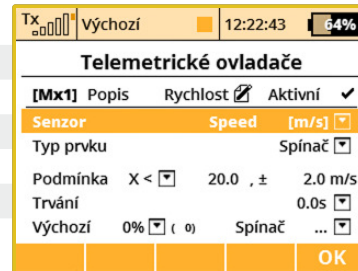 Tx Výchozí 12:22:43 64%
Telemetrické ovladače
[Mx1] Popis Rychlost Aktivní ✔
Senzor Speed [m/s]
Typ prvku Spínač
Podmínka X < 20.0 , ± 2.0 m/s
Trvání 0.0s
Výchozí 0% ( 0) Spínač ...
OK